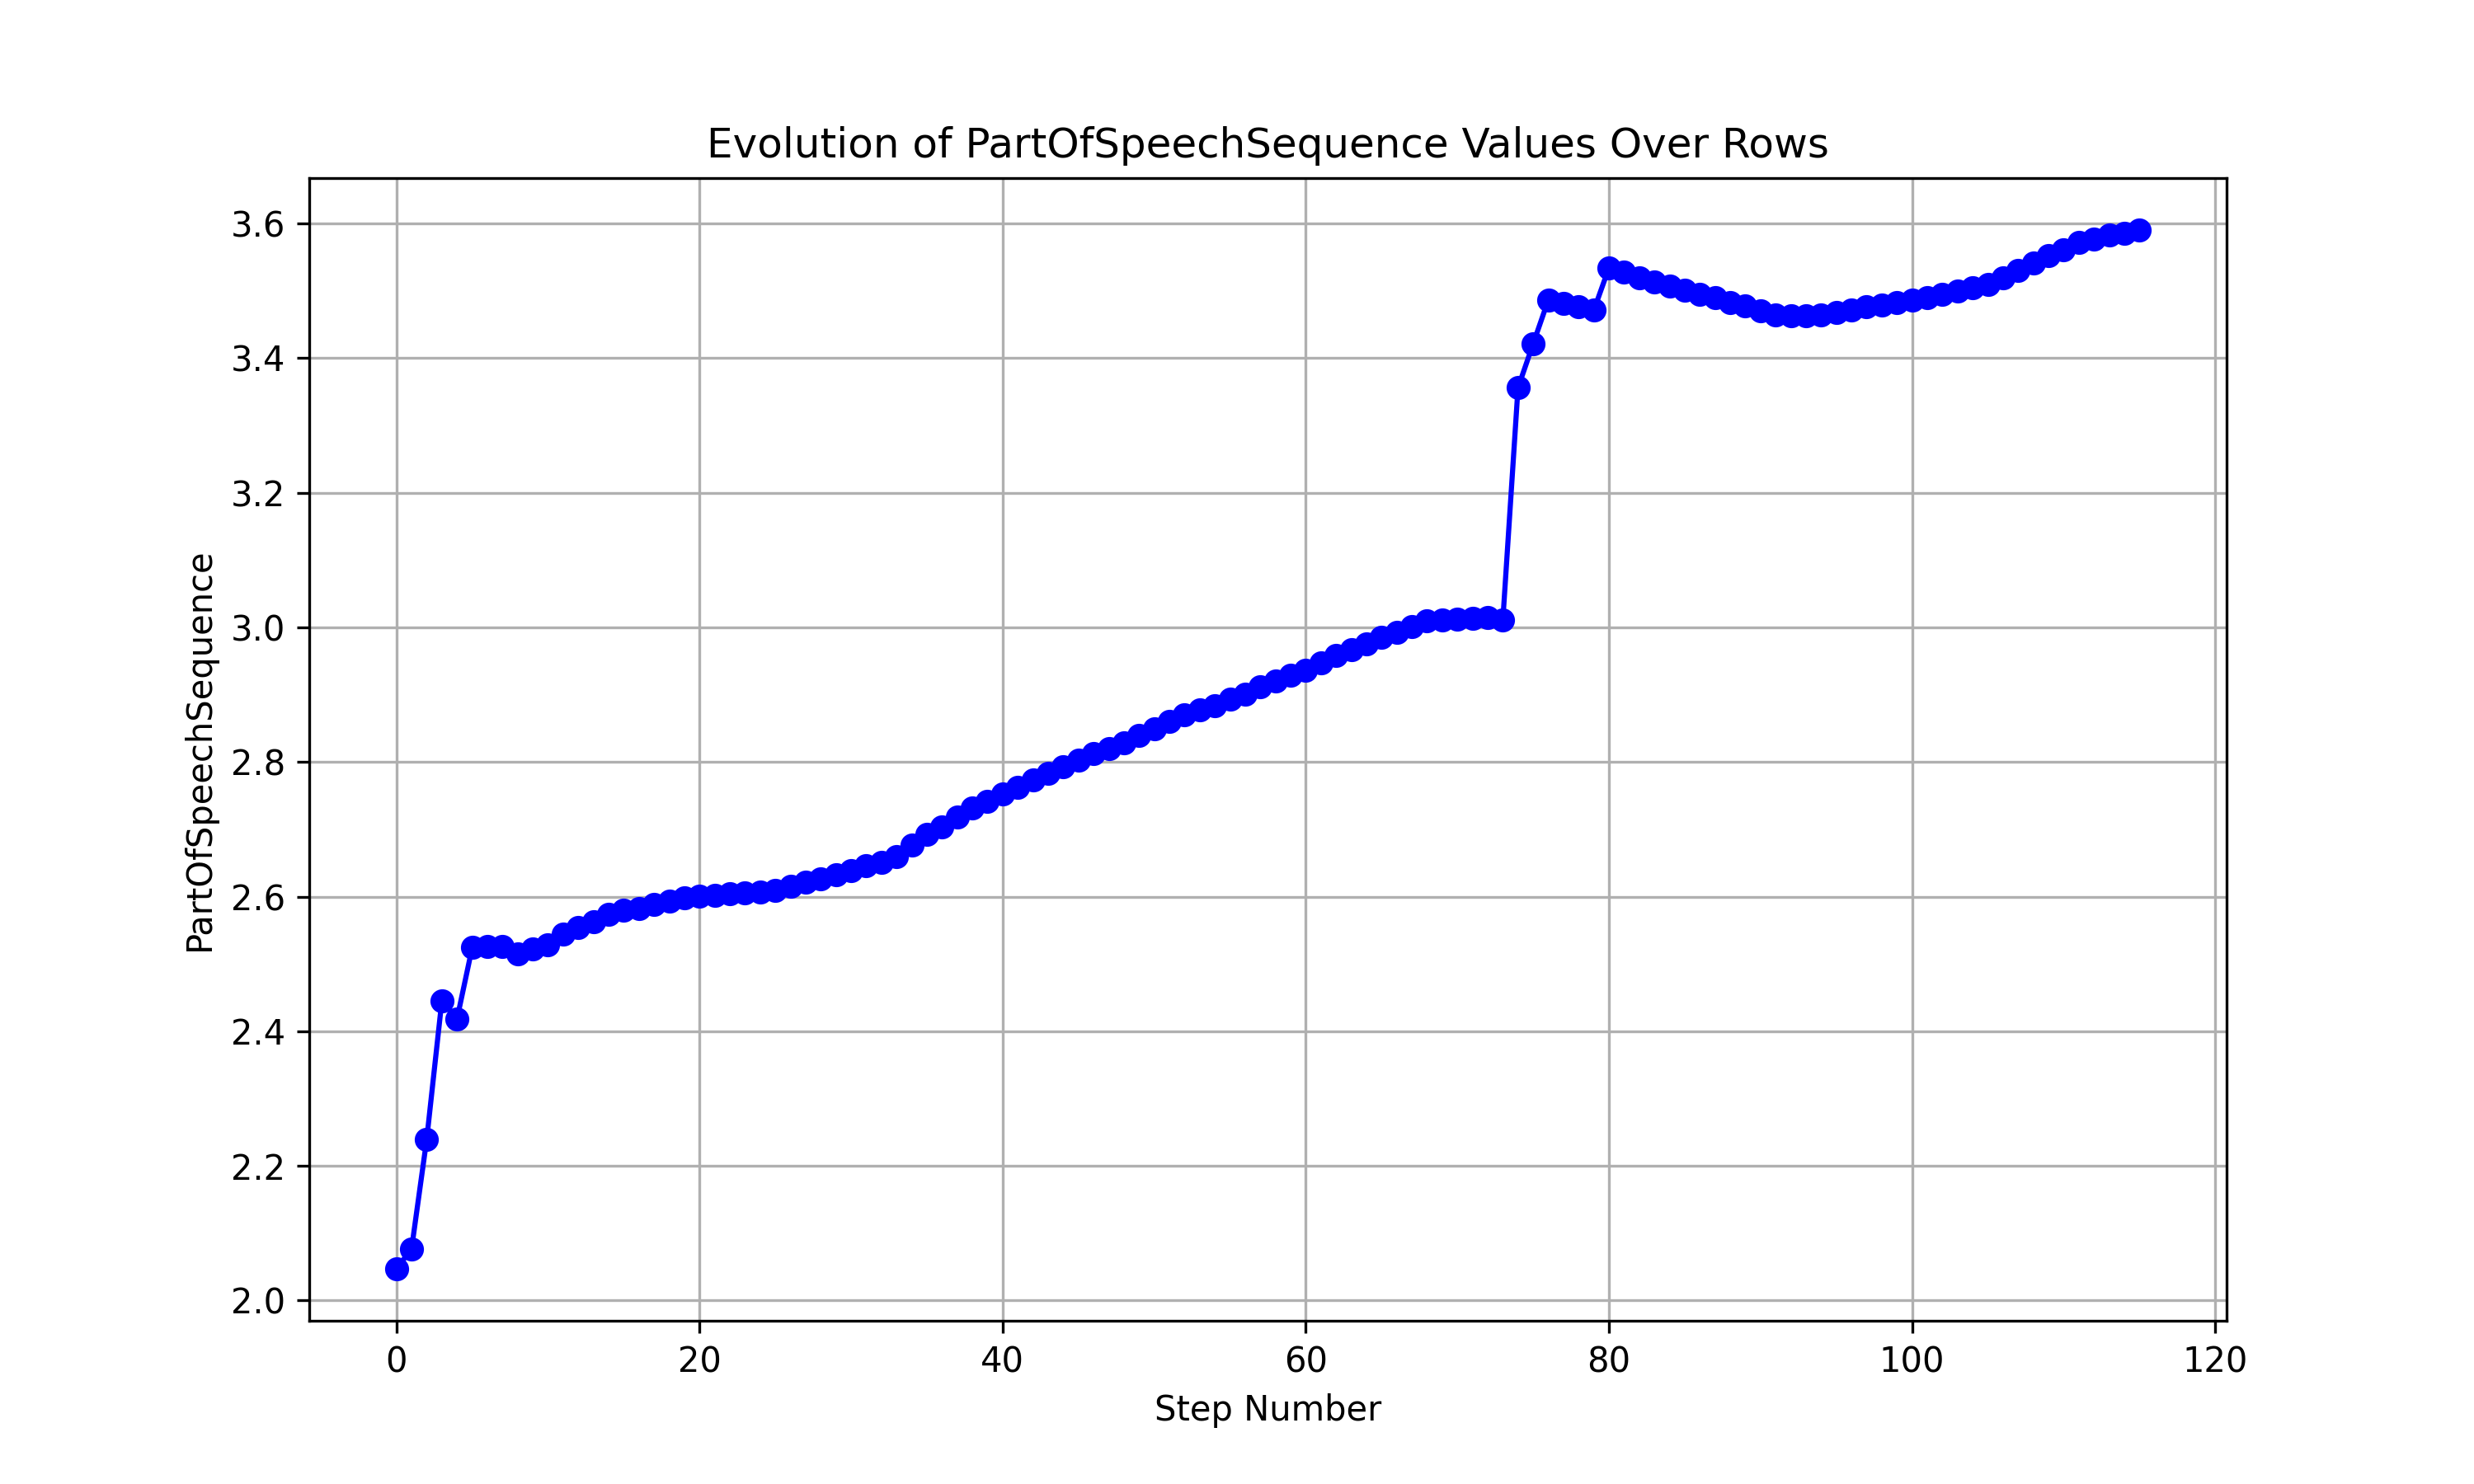 Evolution of PartOfSpeechSequence Values Over Rows
3.6
3.4
3.2
3.0
2.8
2.6
2.4
2.2
2.0
PartOfSpeechSequence
0 20 40 60 80 100 120
Step Number